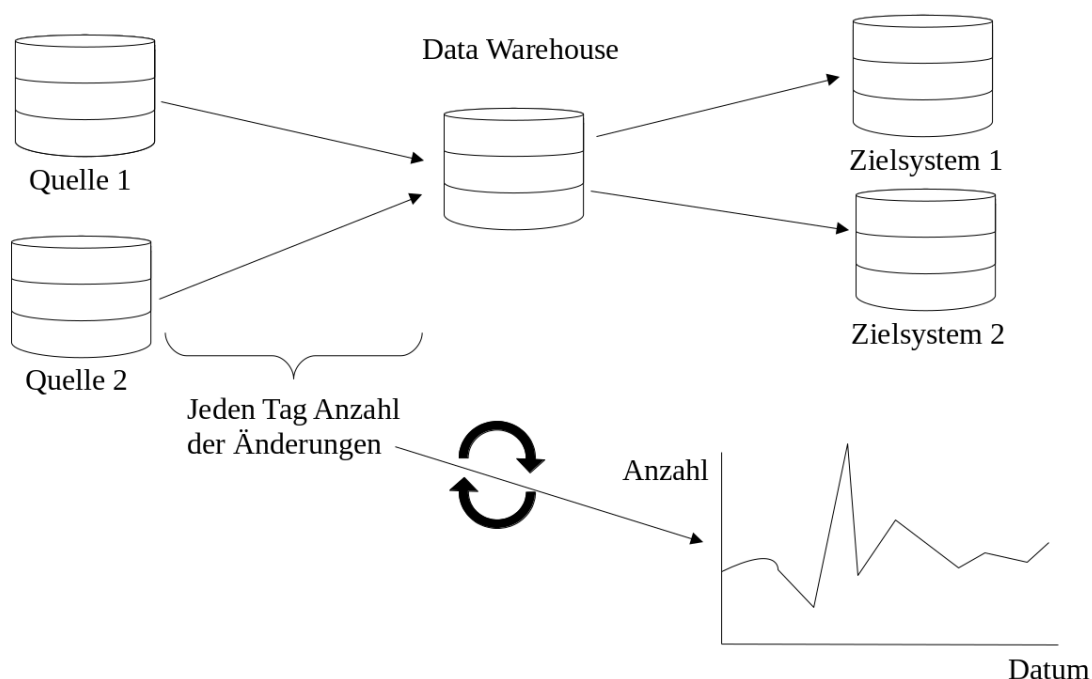 Data Warehouse
Quelle 1
Zielsystem 1
Quelle 2
Zielsystem 2
Jeden Tag Anzahl
der Änderungen
Anzahl
Datum